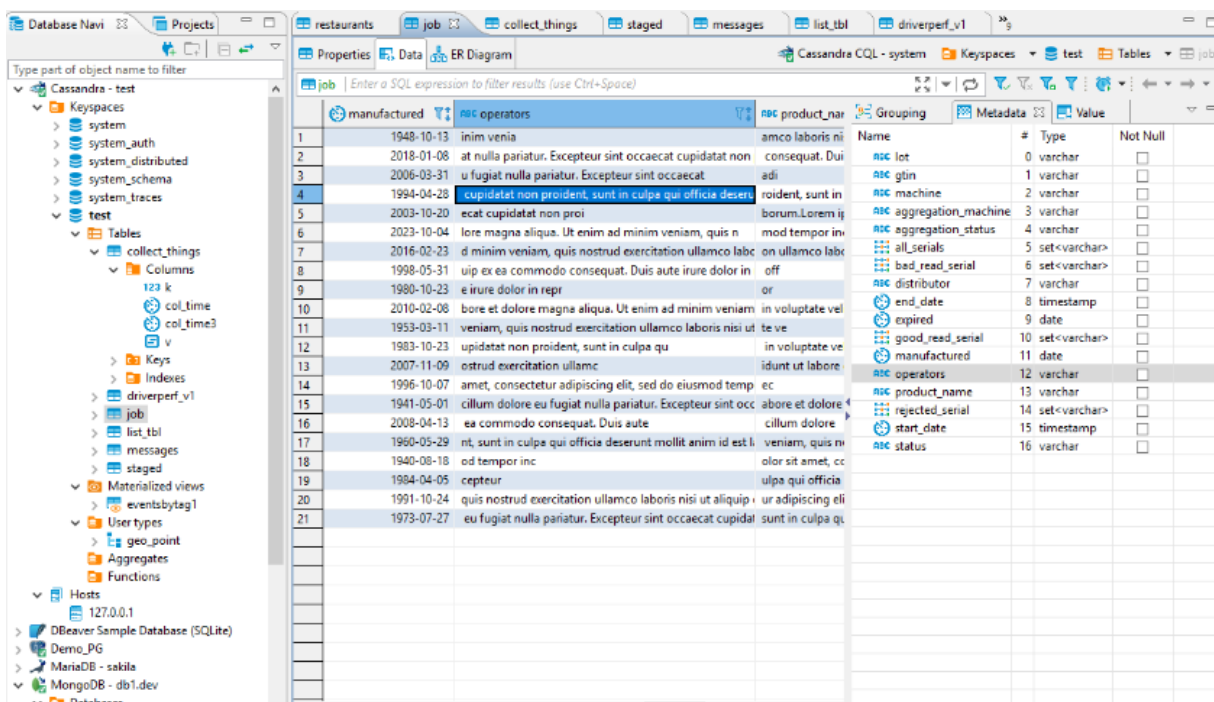 Database Navi
Projects
restaurants
job
collect_things
staged
messages
list_tbl
driverperf_v1
»9
Type part of object name to filter
Cassandra - test
Keyspaces
system
system_auth
system_distributed
system_schema
system_traces
test
Tables
collect_things
Columns
123 k
col_time
col_time3
v
Keys
Indexes
driverperf_v1
job
list_tbl
messages
staged
Materialized views
eventsbytag1
User types
geo_point
Aggregates
Functions
Hosts
127.0.0.1
DBeaver Sample Database (SQLite)
Demo_PG
MariaDB - sakila
MongoDB - db1.dev
Properties Data ER Diagram
Cassandra CQL - system Keyspaces test Tables job
job Enter a SQL expression to filter results (use Ctrl+Space)
manufactured ABC operators ABC product_nar
1 1948-10-13 inim venia amco laboris ni
2 2018-01-08 at nulla pariatur. Excepteur sint occaecat cupidatat non consequat. Dui
3 2006-03-31 u fugiat nulla pariatur. Excepteur sint occaecat adi
4 1994-04-28 cupidatat non proident, sunt in culpa qui officia deseru roident, sunt in
5 2003-10-20 ecat cupidatat non proi borum.Lorem ip
6 2023-10-04 lore magna aliqua. Ut enim ad minim veniam, quis n mod tempor in
7 2016-02-23 d minim veniam, quis nostrud exercitation ullamco labc on ullamco labo
8 1998-05-31 uip ex ea commodo consequat. Duis aute irure dolor in off
9 1980-10-23 e irure dolor in repr or
10 2010-02-08 bore et dolore magna aliqua. Ut enim ad minim veniam in voluptate vel
11 1953-03-11 veniam, quis nostrud exercitation ullamco laboris nisi ut te ve
12 1983-10-23 upidatat non proident, sunt in culpa qu in voluptate ve
13 2007-11-09 ostrud exercitation ullamc idunt ut labore
14 1996-10-07 amet, consectetur adipiscing elit, sed do eiusmod temp ec
15 1941-05-01 cillum dolore eu fugiat nulla pariatur. Excepteur sint occ abore et dolore
16 2008-04-13 ea commodo consequat. Duis aute cillum dolore
17 1960-05-29 nt, sunt in culpa qui officia deserunt mollit anim id est l veniam, quis n
18 1940-08-18 od tempor inc olor sit amet, cc
19 1984-04-05 cepteur ulpa qui officia
20 1991-10-24 quis nostrud exercitation ullamco laboris nisi ut aliquip ur adipiscing eli
21 1973-07-27 eu fugiat nulla pariatur. Excepteur sint occaecat cupidat sunt in culpa qu
Grouping Metadata Value
Name # Type Not Null
ABC lot 0 varchar
ABC gtin 1 varchar
ABC machine 2 varchar
ABC aggregation_machine 3 varchar
ABC aggregation_status 4 varchar
all_serials 5 set<varchar>
bad_read_serial 6 set<varchar>
ABC distributor 7 varchar
end_date 8 timestamp
expired 9 date
good_read_serial 10 set<varchar>
manufactured 11 date
ABC operators 12 varchar
ABC product_name 13 varchar
rejected_serial 14 set<varchar>
start_date 15 timestamp
ABC status 16 varchar